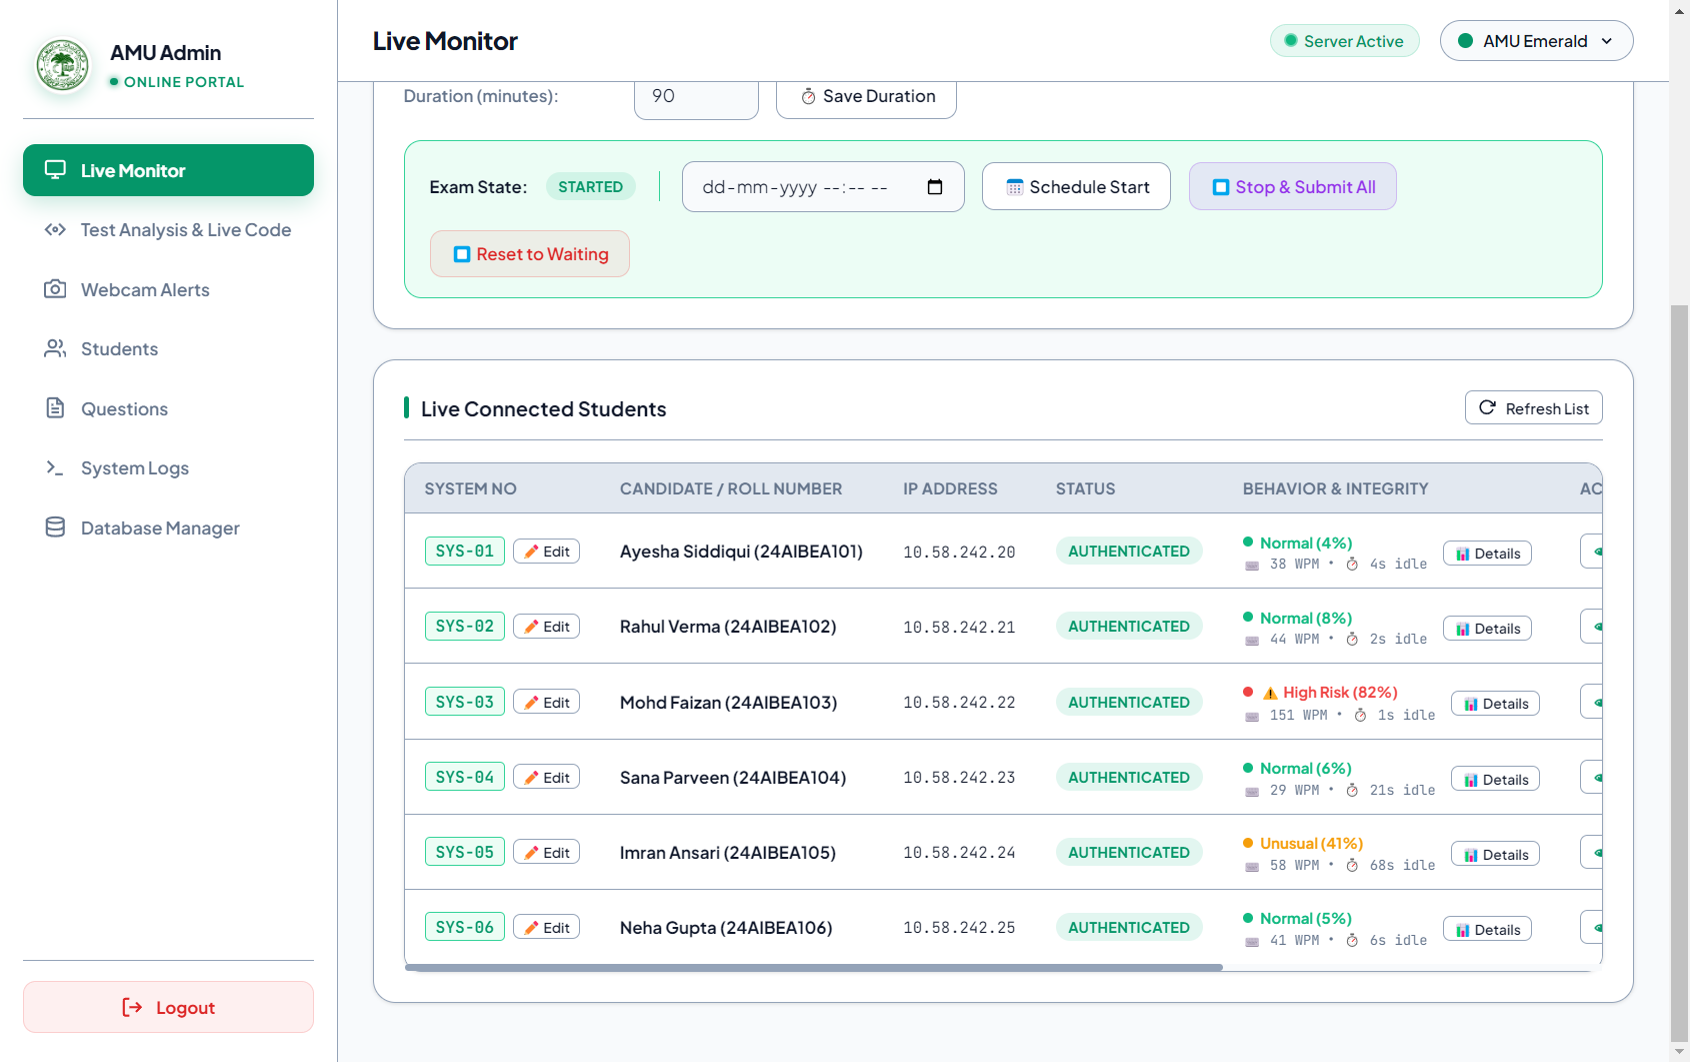 AMU Admin
ONLINE PORTAL
Live Monitor
Test Analysis & Live Code
Webcam Alerts
Students
Questions
System Logs
Database Manager
Logout
Live Monitor
Server Active
AMU Emerald
Duration (minutes): 90 Save Duration
Exam State: STARTED dd-mm-yyyy --:-- -- Schedule Start Stop & Submit All
Reset to Waiting
Live Connected Students
Refresh List
SYSTEM NO CANDIDATE / ROLL NUMBER IP ADDRESS STATUS BEHAVIOR & INTEGRITY AC
SYS-01 Edit Ayesha Siddiqui (24AIBEA101) 10.58.242.20 AUTHENTICATED Normal (4%) Details
38 WPM • 4s idle
SYS-02 Edit Rahul Verma (24AIBEA102) 10.58.242.21 AUTHENTICATED Normal (8%) Details
44 WPM • 2s idle
SYS-03 Edit Mohd Faizan (24AIBEA103) 10.58.242.22 AUTHENTICATED High Risk (82%) Details
151 WPM • 1s idle
SYS-04 Edit Sana Parveen (24AIBEA104) 10.58.242.23 AUTHENTICATED Normal (6%) Details
29 WPM • 21s idle
SYS-05 Edit Imran Ansari (24AIBEA105) 10.58.242.24 AUTHENTICATED Unusual (41%) Details
58 WPM • 68s idle
SYS-06 Edit Neha Gupta (24AIBEA106) 10.58.242.25 AUTHENTICATED Normal (5%) Details
41 WPM • 6s idle